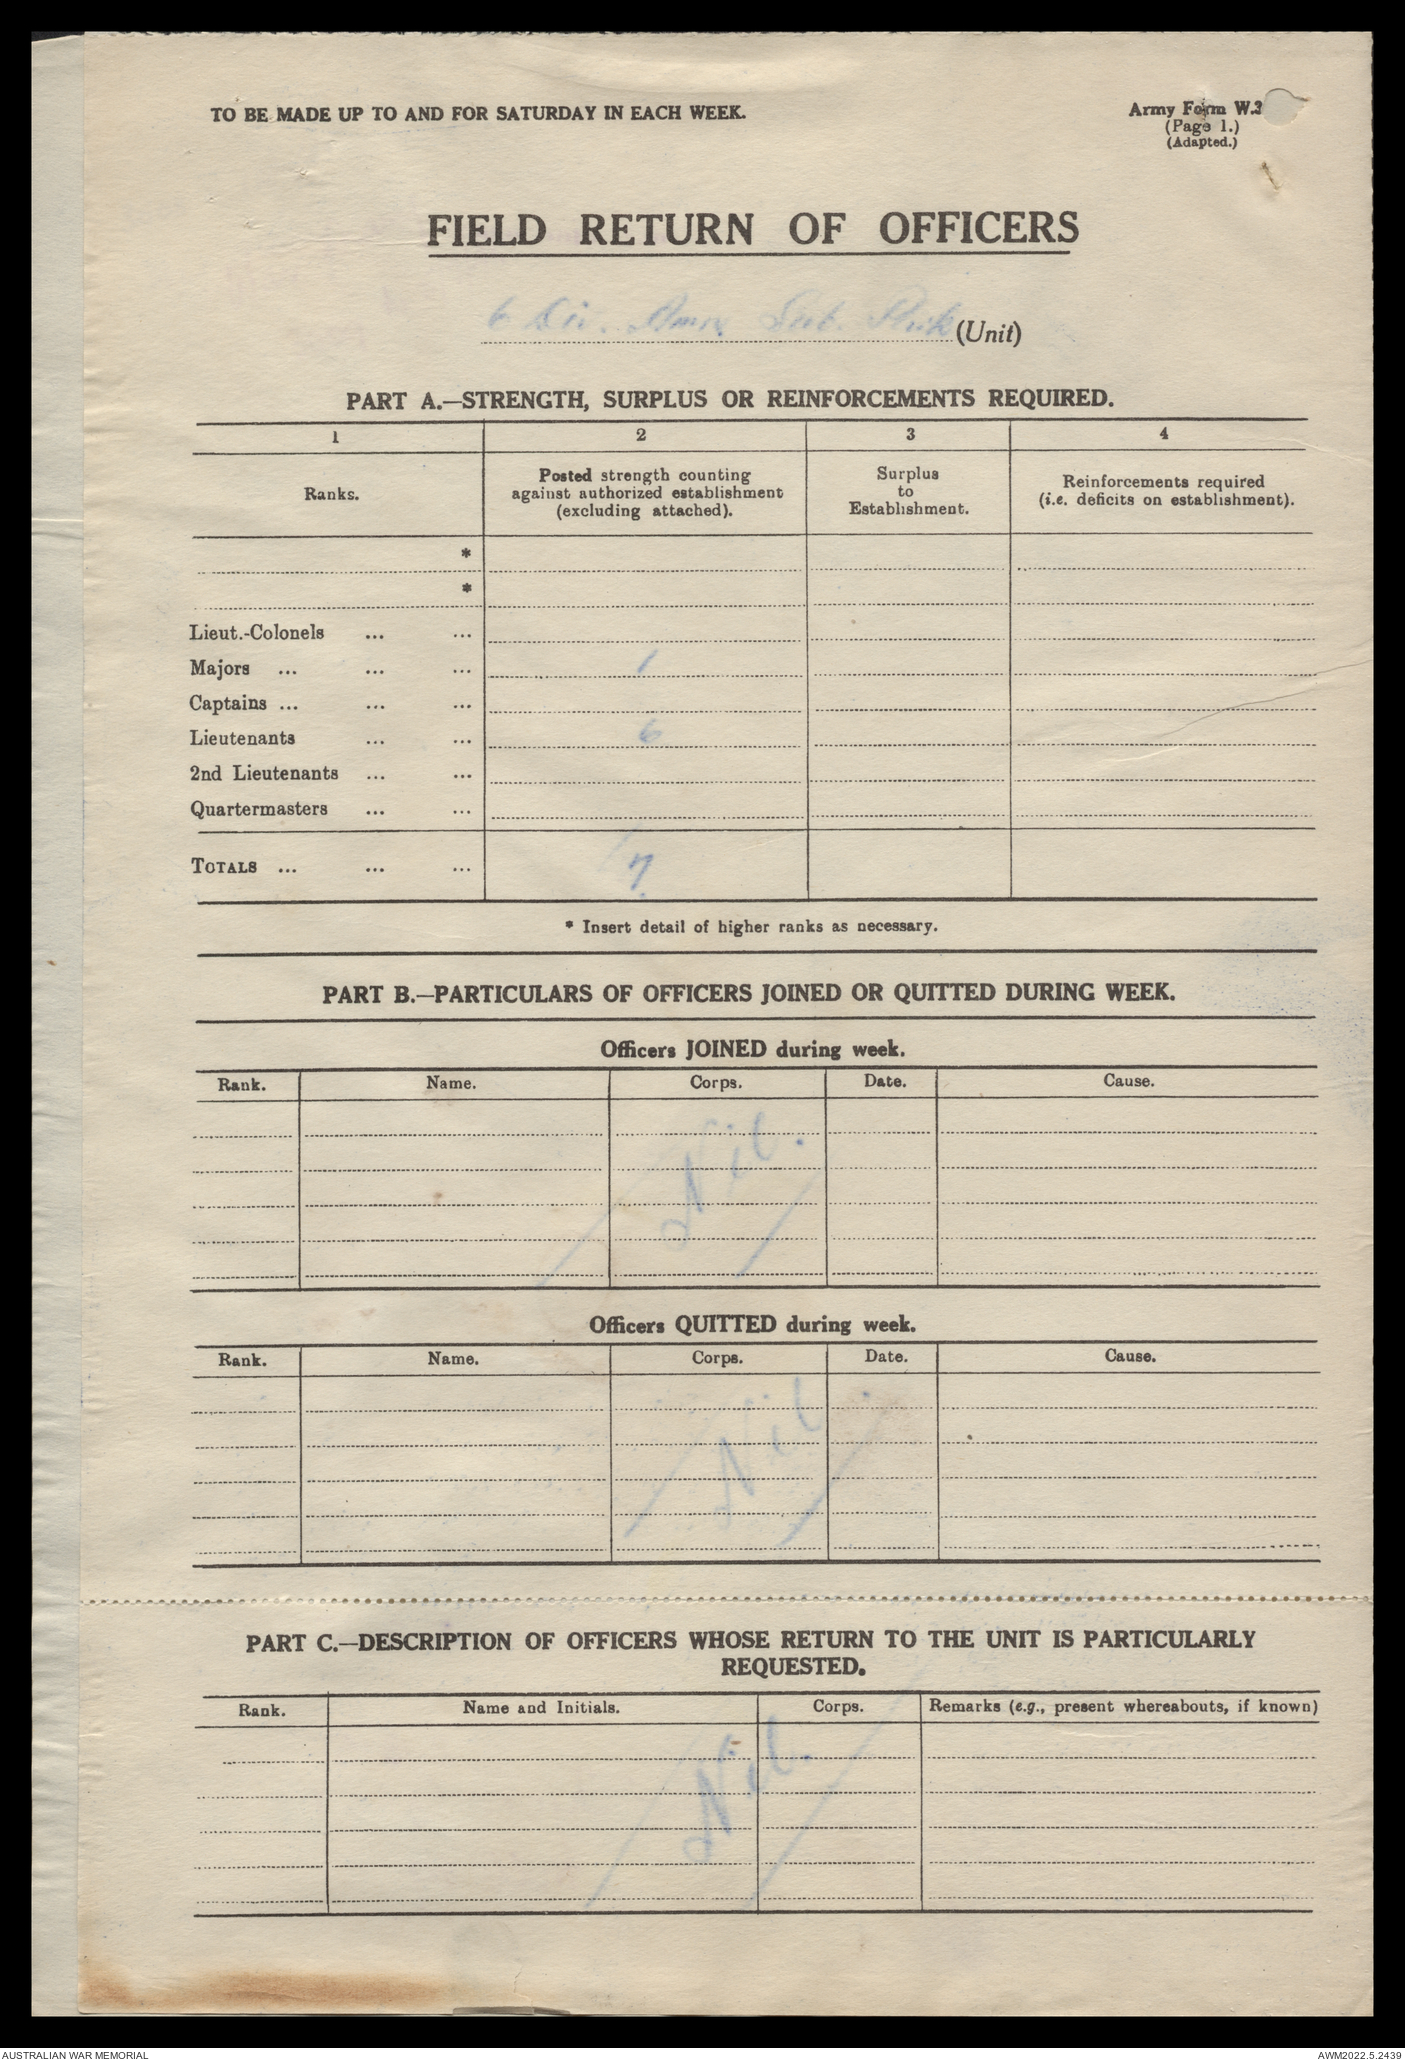 TO BE MADE UP TO AND FOR SATURDAY IN EACH WEEK.
Army Form W.3
(Page 1.)
(Adapted.)
FIELD RETURN OF OFFICERS
6 Div. Amn Sub. Park (Unit)
PART A.—STRENGTH, SURPLUS OR REINFORCEMENTS REQUIRED.
1 2 3 4
Ranks. Posted strength counting against authorized establishment (excluding attached). Surplus to Establishment. Reinforcements required (i.e. deficits on establishment).
*
*
Lieut.-Colonels ... ...
Majors ... ... ... 1
Captains ... ... ...
Lieutenants ... ... 6
2nd Lieutenants ... ...
Quartermasters ... ...
TOTALS ... ... ... 7.
* Insert detail of higher ranks as necessary.
PART B.—PARTICULARS OF OFFICERS JOINED OR QUITTED DURING WEEK.
Officers JOINED during week.
Rank. Name. Corps. Date. Cause.
Nil.
Officers QUITTED during week.
Rank. Name. Corps. Date. Cause.
Nil
PART C.—DESCRIPTION OF OFFICERS WHOSE RETURN TO THE UNIT IS PARTICULARLY
REQUESTED.
Rank. Name and Initials. Corps. Remarks (e.g., present whereabouts, if known)
Nil.
AUSTRALIAN WAR MEMORIAL AWM2022.5.2439